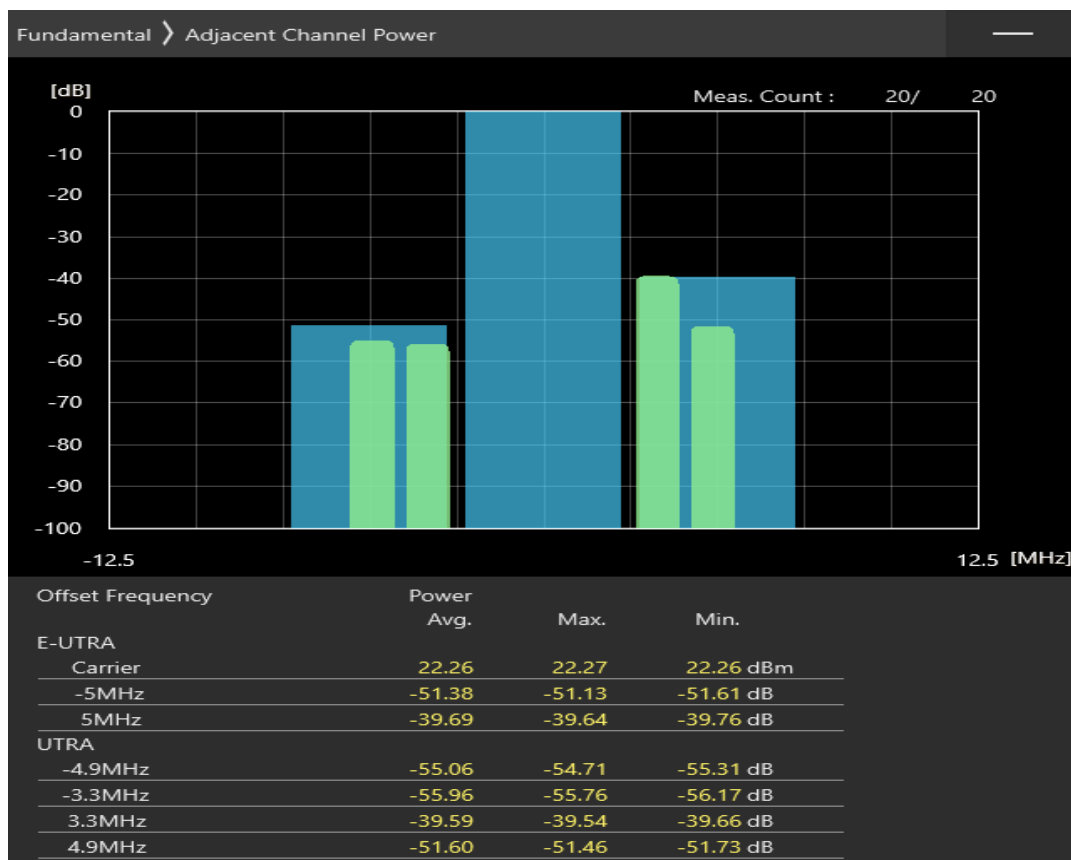 Fundamental ❯ Adjacent Channel Power
[dB]
Meas. Count : 20/ 20
0
-10
-20
-30
-40
-50
-60
-70
-80
-90
-100
-12.5 12.5 [MHz]
Offset Frequency Power
Avg. Max. Min.
E-UTRA
Carrier 22.26 22.27 22.26 dBm
-5MHz -51.38 -51.13 -51.61 dB
5MHz -39.69 -39.64 -39.76 dB
UTRA
-4.9MHz -55.06 -54.71 -55.31 dB
-3.3MHz -55.96 -55.76 -56.17 dB
3.3MHz -39.59 -39.54 -39.66 dB
4.9MHz -51.60 -51.46 -51.73 dB